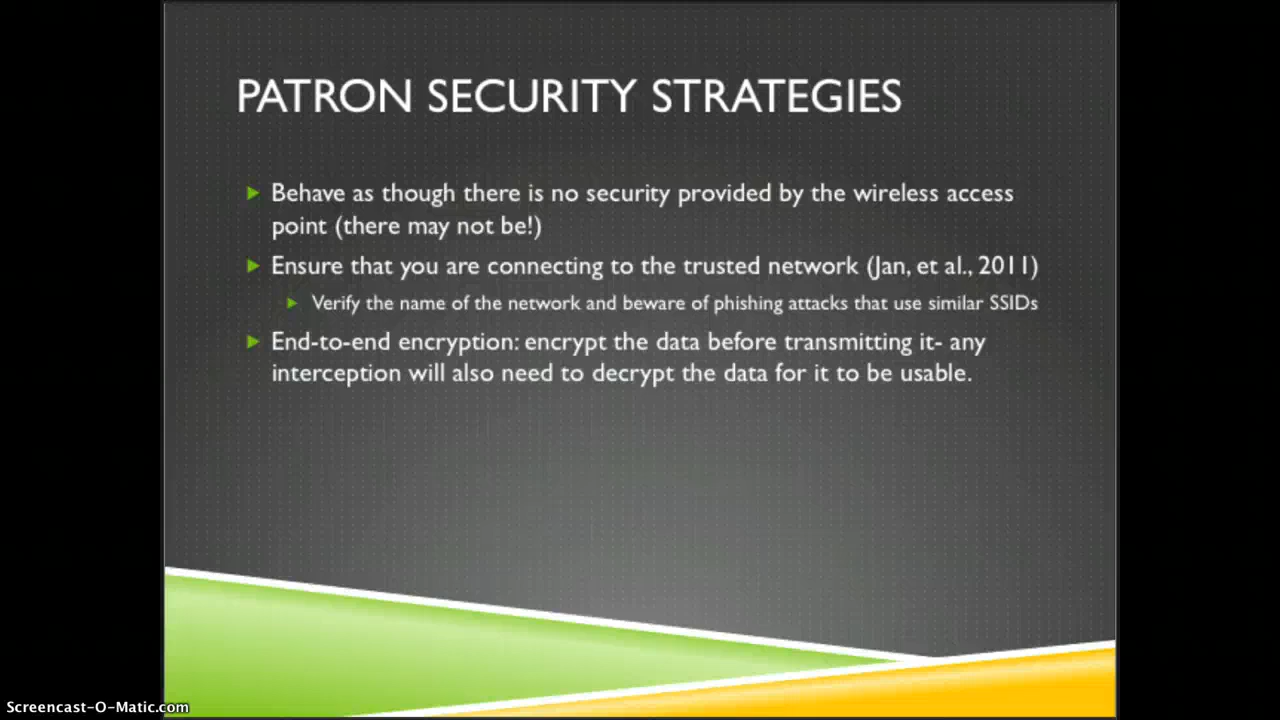 PATRON SECURITY STRATEGIES
Behave as though there is no security provided by the wireless access
point (there may not be!)
Ensure that you are connecting to the trusted network (Jan, et al., 2011)
Verify the name of the network and beware of phishing attacks that use similar SSIDs
End-to-end encryption: encrypt the data before transmitting it- any
interception will also need to decrypt the data for it to be usable.
Screencast-O-Matic.com